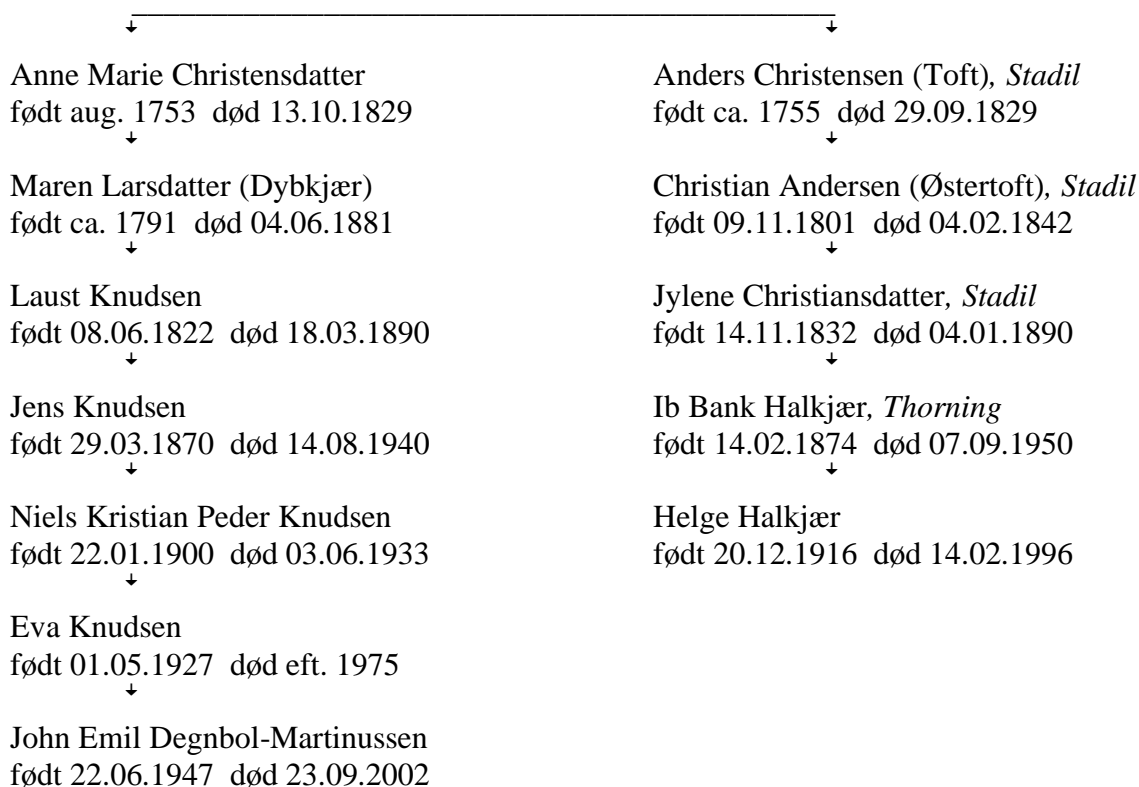 Anne Marie Christensdatter
født aug. 1753  død 13.10.1829
Maren Larsdatter (Dybkjær)
født ca. 1791  død 04.06.1881
Laust Knudsen
født 08.06.1822  død 18.03.1890
Jens Knudsen
født 29.03.1870  død 14.08.1940
Niels Kristian Peder Knudsen
født 22.01.1900  død 03.06.1933
Eva Knudsen
født 01.05.1927  død eft. 1975
John Emil Degnbol-Martinussen
født 22.06.1947  død 23.09.2002
Anders Christensen (Toft), Stadil
født ca. 1755  død 29.09.1829
Christian Andersen (Østertoft), Stadil
født 09.11.1801  død 04.02.1842
Jylene Christiansdatter, Stadil
født 14.11.1832  død 04.01.1890
Ib Bank Halkjær, Thorning
født 14.02.1874  død 07.09.1950
Helge Halkjær
født 20.12.1916  død 14.02.1996